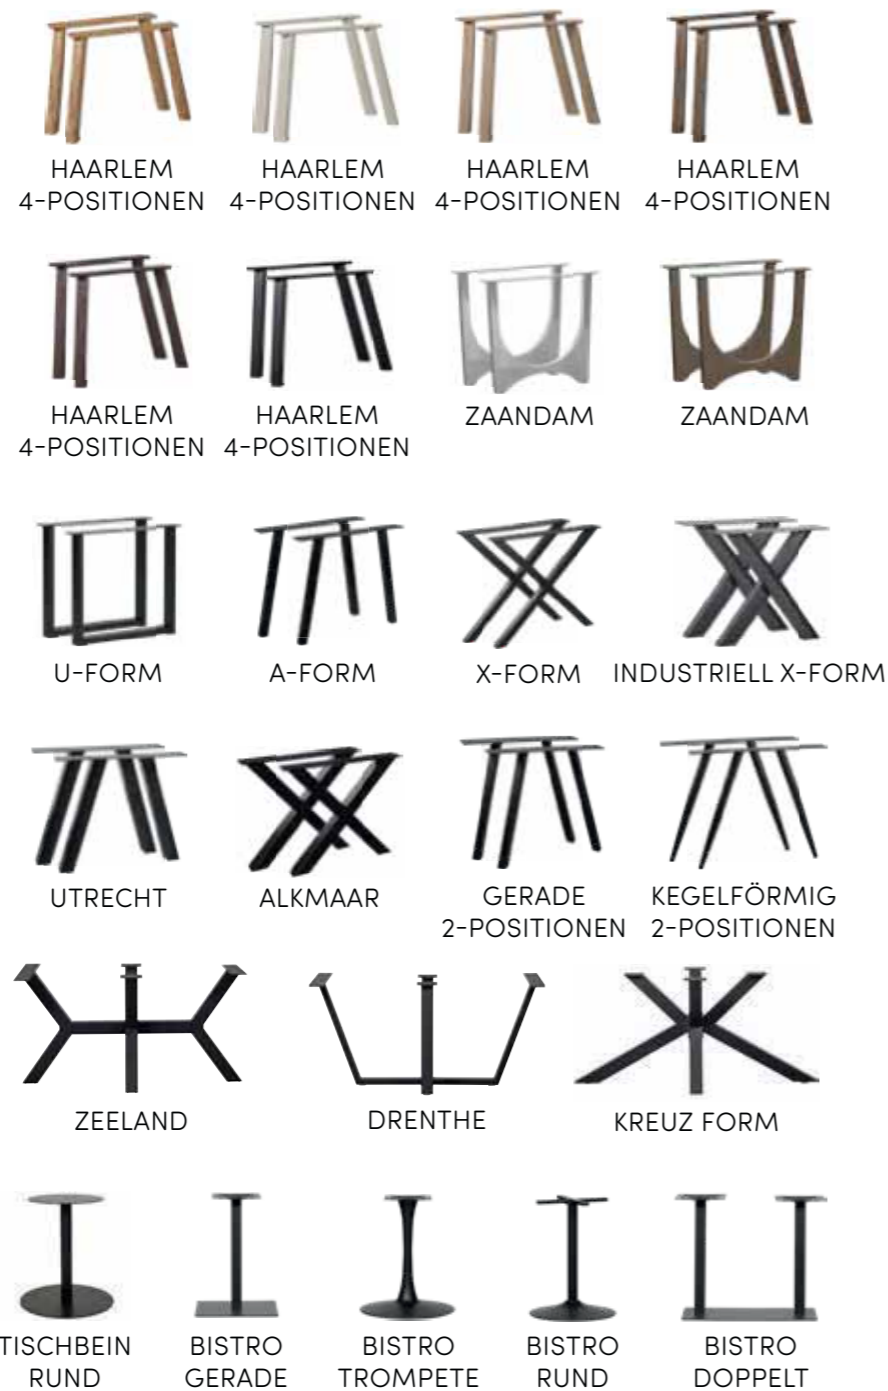 HAARLEM
4-POSITIONEN
HAARLEM
4-POSITIONEN
HAARLEM
4-POSITIONEN
HAARLEM
4-POSITIONEN
HAARLEM
4-POSITIONEN
HAARLEM
4-POSITIONEN
ZAANDAM
ZAANDAM
U-FORM
A-FORM
X-FORM
INDUSTRIELL X-FORM
UTRECHT
ALKMAAR
GERADE
2-POSITIONEN
KEGELFÖRMIG
2-POSITIONEN
ZEELAND
DRENTHE
KREUZ FORM
TISCHBEIN
RUND
BISTRO
GERADE
BISTRO
TROMPETE
BISTRO
RUND
BISTRO
DOPPELT